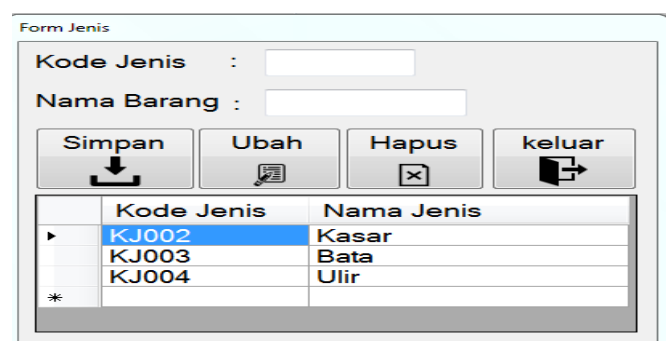 Form Jenis
Kode Jenis :
Nama Barang :
Simpan Ubah Hapus keluar
Kode Jenis Nama Jenis
KJ002 Kasar
KJ003 Bata
KJ004 Ulir